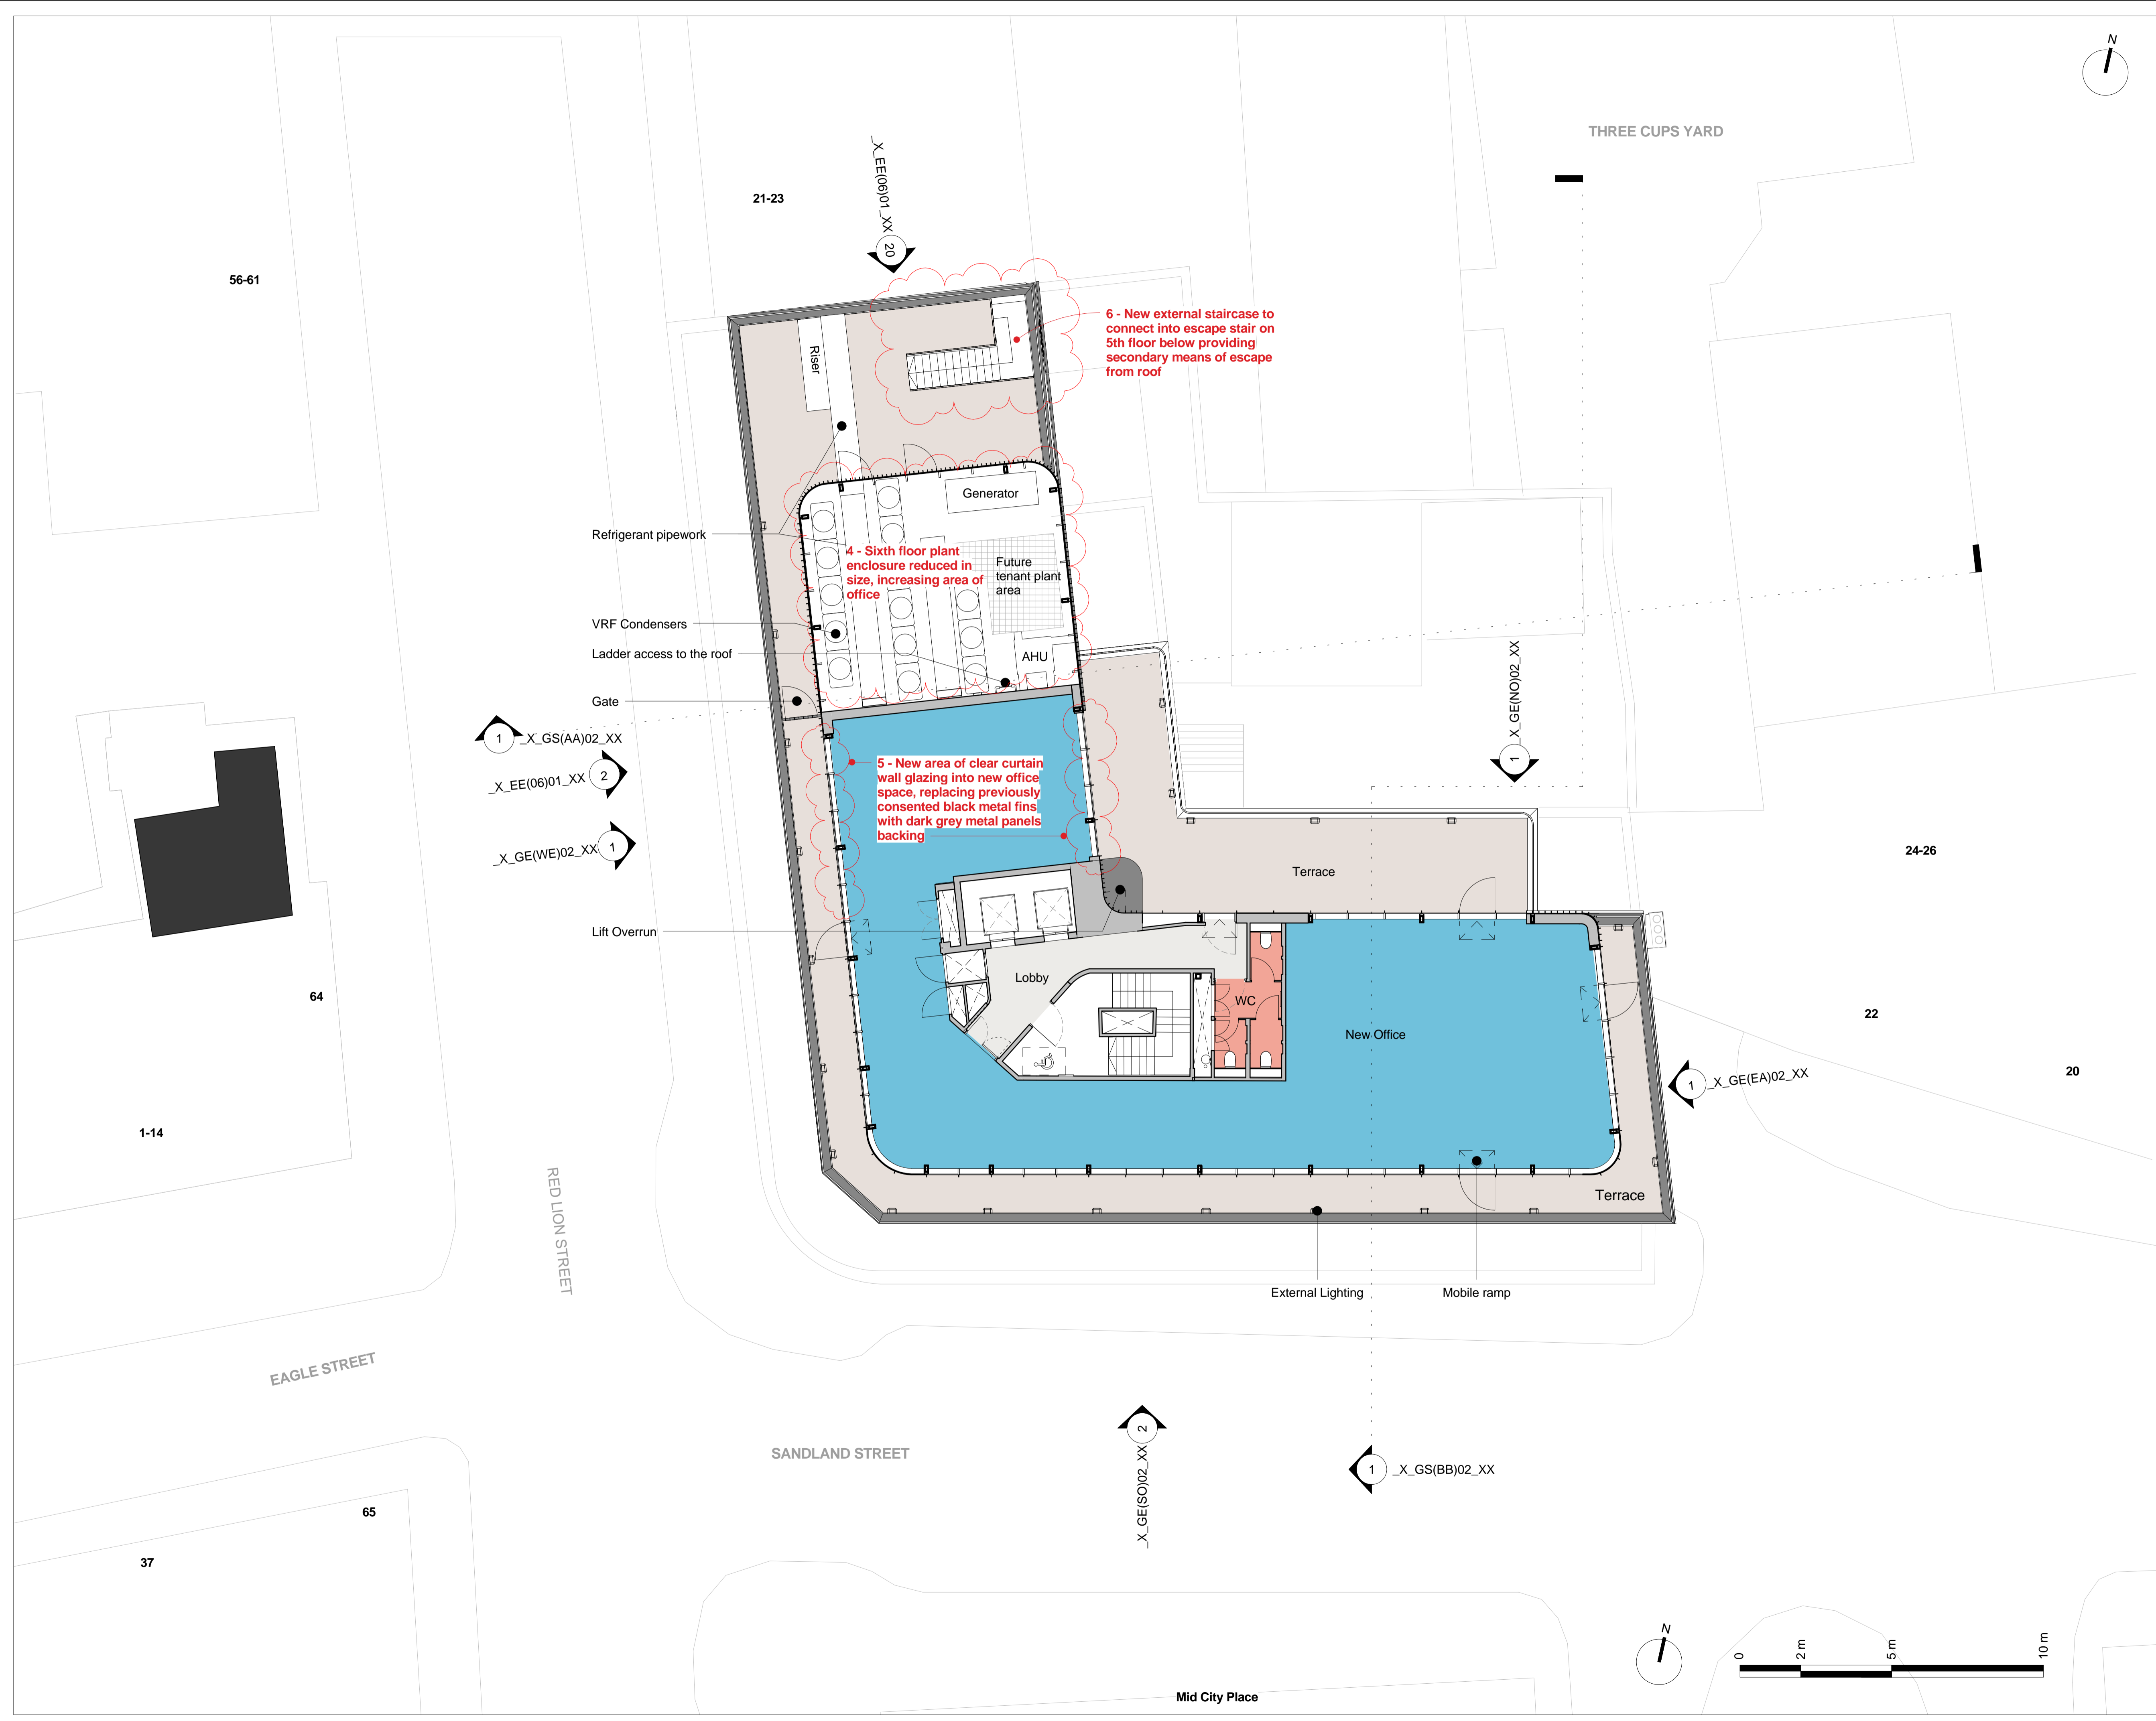 N
THREE CUPS YARD
_X_EE(06)01_XX
20
21-23
56-61
6 - New external staircase to
connect into escape stair on
5th floor below providing
secondary means of escape
from roof
Riser
Generator
Refrigerant pipework
4 - Sixth floor plant
enclosure reduced in
size, increasing area of
office
Future
tenant plant
area
VRF Condensers
Ladder access to the roof
AHU
Gate
1
_X_GS(AA)02_XX
_X_EE(06)01_XX
2
_X_GE(WE)02_XX
1
_X_GE(NO)02_XX
1
5 - New area of clear curtain
wall glazing into new office
space, replacing previously
consented black metal fins
with dark grey metal panels
backing
24-26
Terrace
Lift Overrun
Lobby
WC
64
22
New Office
20
1
_X_GE(EA)02_XX
1-14
RED LION STREET
Terrace
External Lighting
Mobile ramp
EAGLE STREET
SANDLAND STREET
2
_X_GE(SO)02_XX
1
_X_GS(BB)02_XX
65
37
N
0
2 m
5 m
10 m
Mid City Place